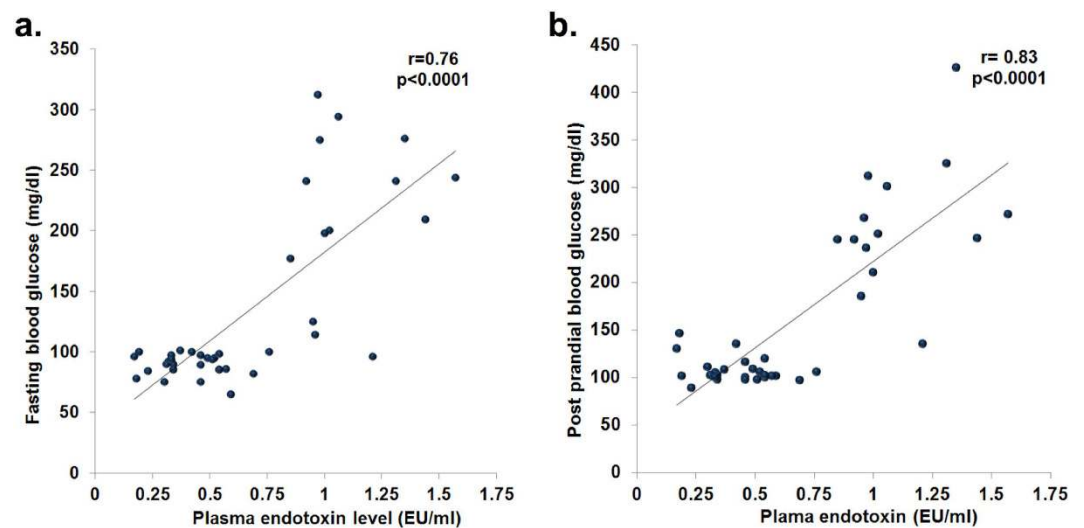 a.
r=0.76
p<0.0001
Fasting blood glucose (mg/dl)
350
300
250
200
150
100
50
0
0 0.25 0.5 0.75 1 1.25 1.5 1.75
Plasma endotoxin level (EU/ml)
b.
r= 0.83
p<0.0001
Post prandial blood glucose (mg/dl)
450
400
350
300
250
200
150
100
50
0
0 0.25 0.5 0.75 1 1.25 1.5 1.75
Plama endotoxin (EU/ml)